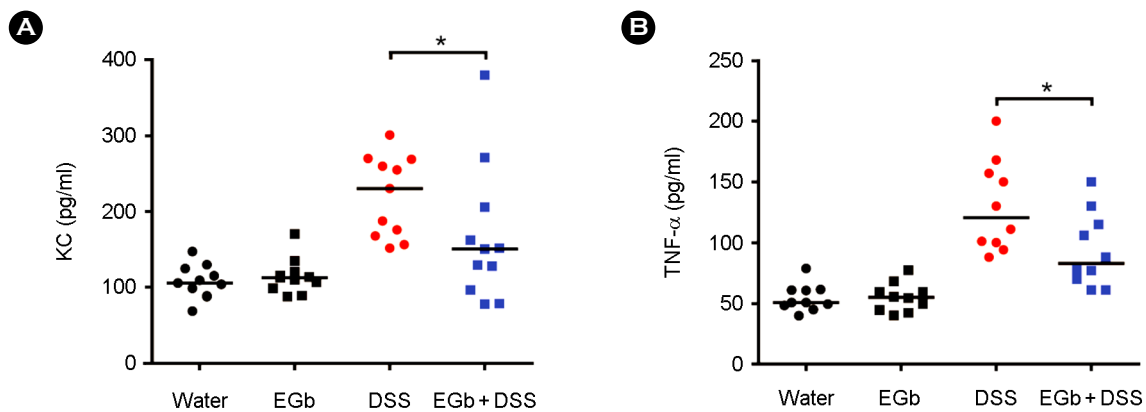 A
KC (pg/ml)
400
300
200
100
0
*
Water EGb DSS EGb + DSS
B
TNF-α (pg/ml)
250
200
150
100
50
0
*
Water EGb DSS EGb + DSS